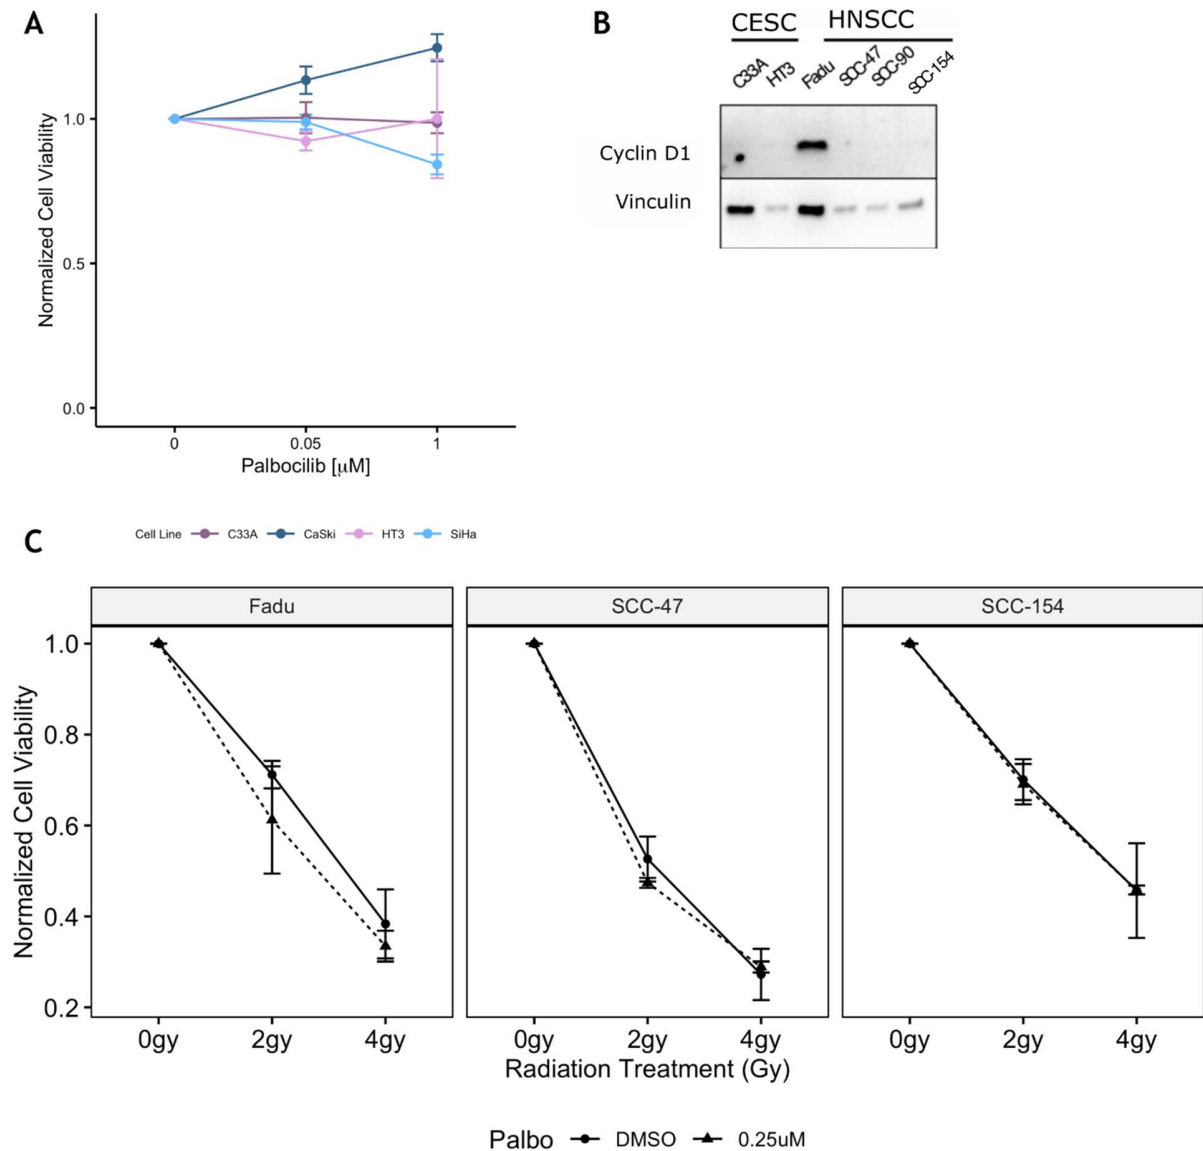 A
1.0
0.5
0.0
Normalized Cell Viability
0
0.05
1
Palbocilib [μM]
Cell Line C33A CaSki HT3 SiHa
B
CESC HNSCC
C33A HT3 Fadu SCC-47 SCC-90 SCC-154
Cyclin D1
Vinculin
C
Fadu SCC-47 SCC-154
1.0
0.8
0.6
0.4
0.2
Normalized Cell Viability
0gy 2gy 4gy 0gy 2gy 4gy 0gy 2gy 4gy
Radiation Treatment (Gy)
Palbo DMSO 0.25uM